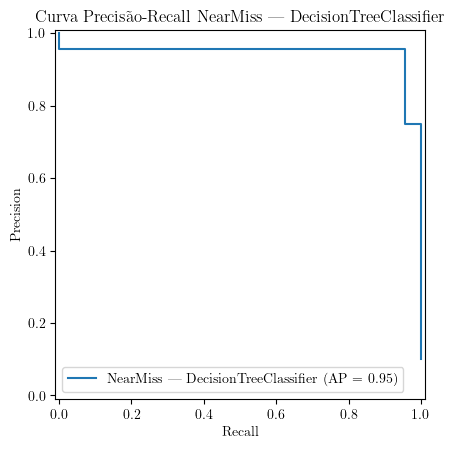 Curva Precisão-Recall NearMiss — DecisionTreeClassifier
1.0
0.8
0.6
0.4
0.2
0.0
Precision
NearMiss — DecisionTreeClassifier (AP = 0.95)
0.0 0.2 0.4 0.6 0.8 1.0
Recall